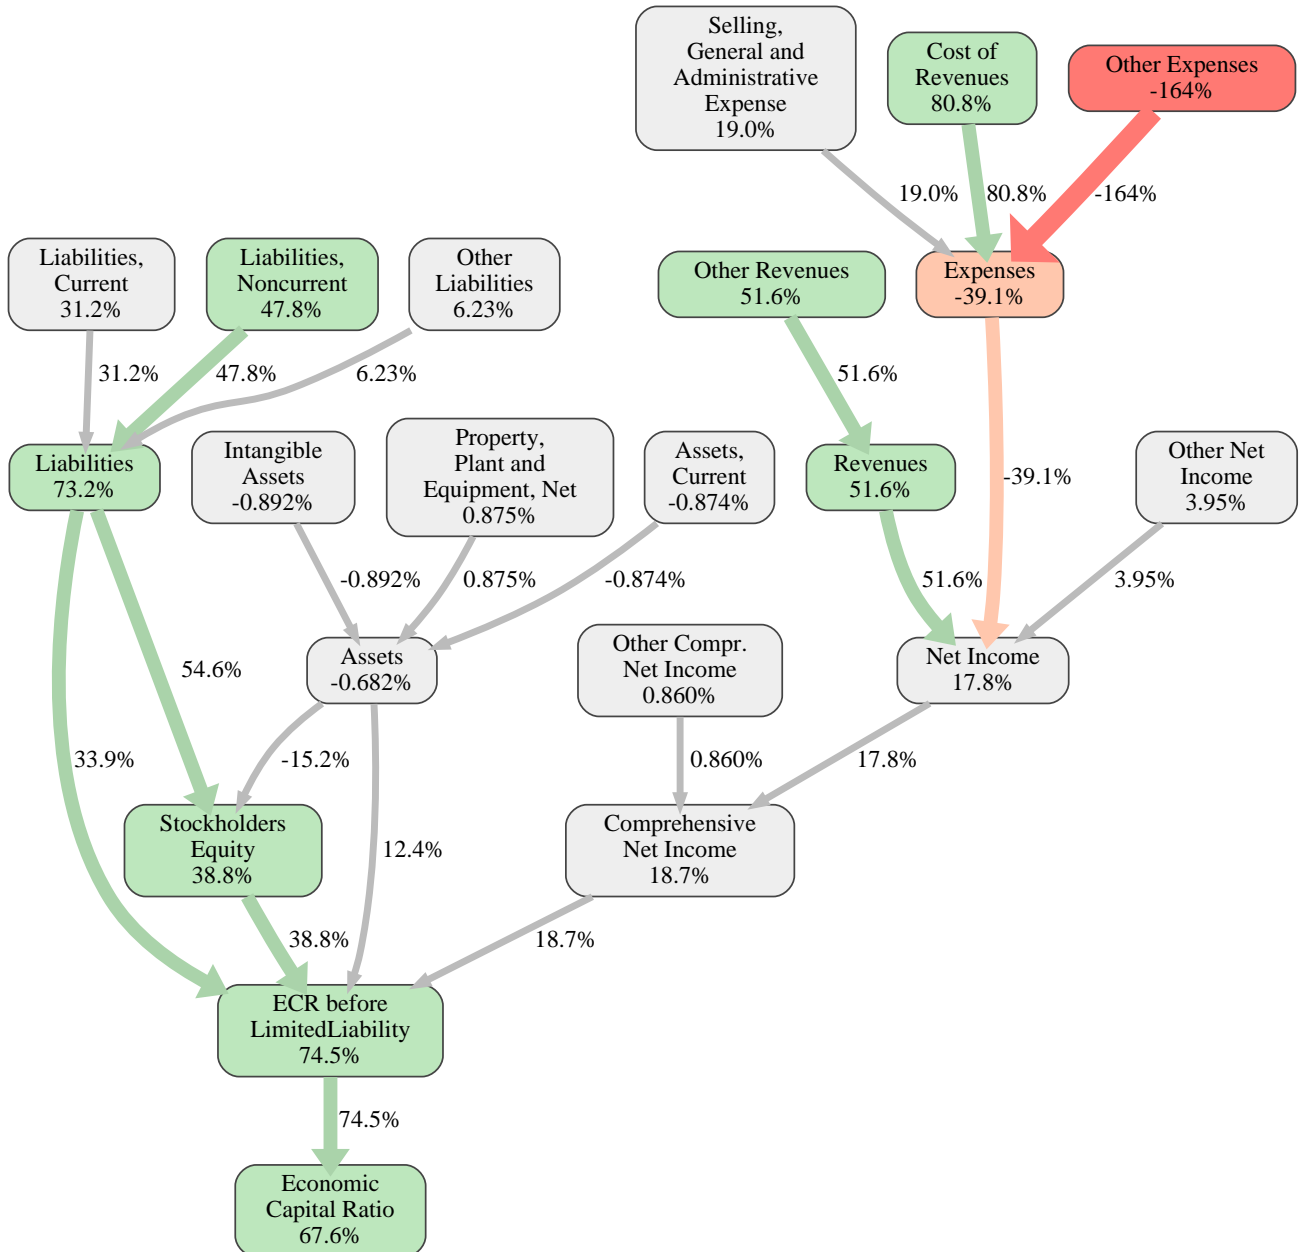 Selling,
General and
Administrative
Expense
19.0%
Cost of
Revenues
80.8%
Other Expenses
-164%
19.0%
80.8%
-164%
Liabilities,
Current
31.2%
Liabilities,
Noncurrent
47.8%
Other
Liabilities
6.23%
Other Revenues
51.6%
Expenses
-39.1%
31.2%
47.8%
6.23%
51.6%
-39.1%
Liabilities
73.2%
Intangible
Assets
-0.892%
Property,
Plant and
Equipment, Net
0.875%
Assets,
Current
-0.874%
Revenues
51.6%
Other Net
Income
3.95%
-0.892%
0.875%
-0.874%
51.6%
3.95%
54.6%
Assets
-0.682%
Other Compr.
Net Income
0.860%
Net Income
17.8%
33.9%
-15.2%
0.860%
17.8%
12.4%
Stockholders
Equity
38.8%
Comprehensive
Net Income
18.7%
38.8%
18.7%
ECR before
LimitedLiability
74.5%
74.5%
Economic
Capital Ratio
67.6%